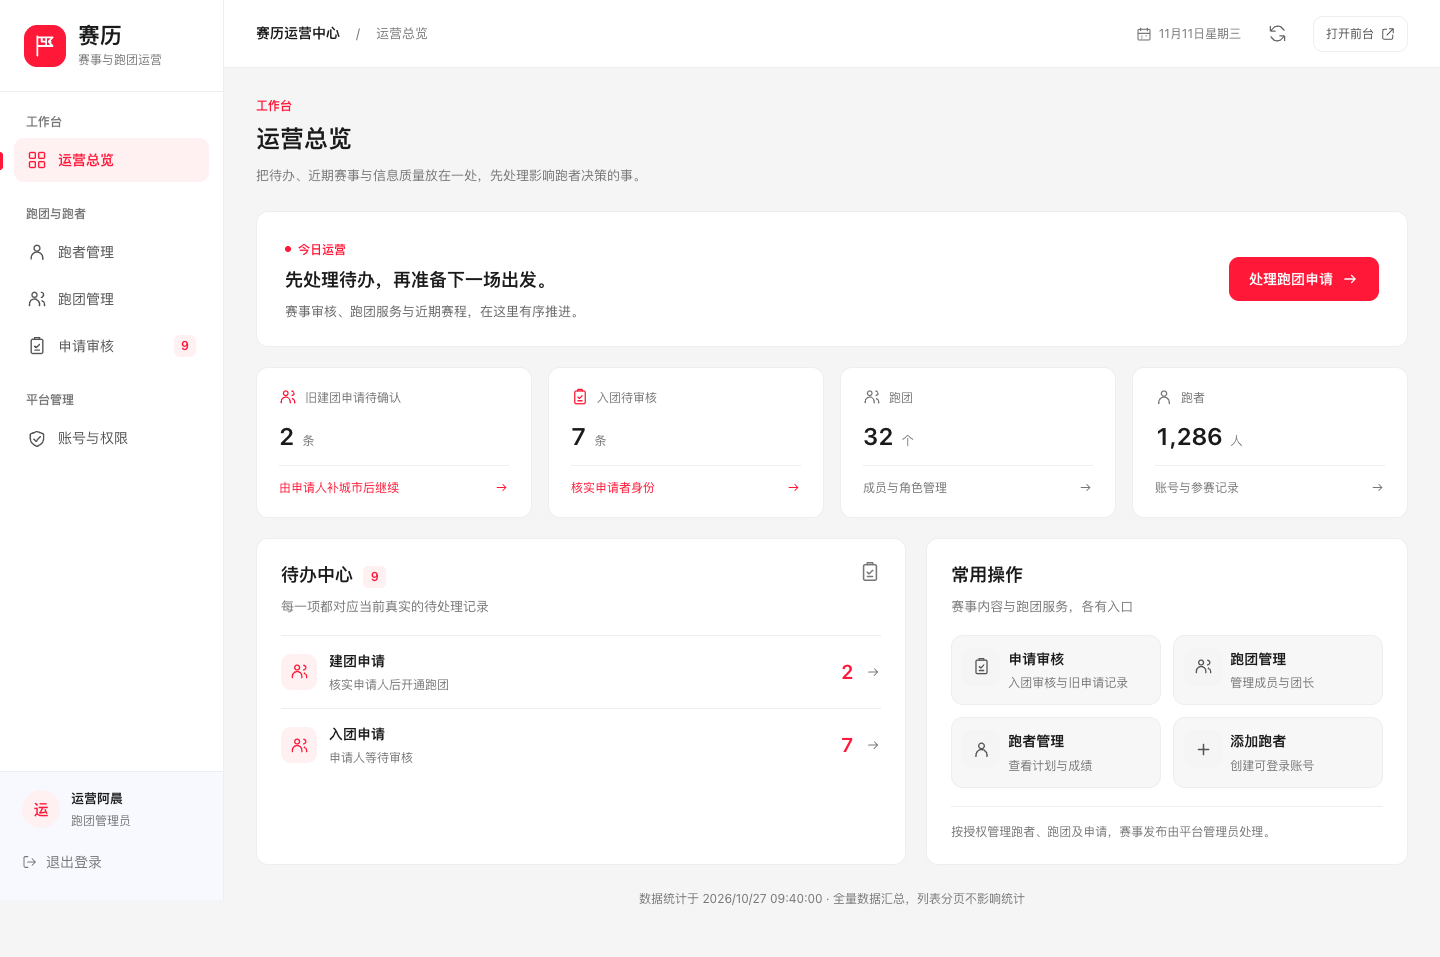 赛历
赛事与跑团运营
工作台
运营总览
跑团与跑者
跑者管理
跑团管理
申请审核 9
平台管理
账号与权限
运 运营阿晨
跑团管理员
退出登录
赛历运营中心 / 运营总览
11月11日星期三
打开前台
工作台
运营总览
把待办、近期赛事与信息质量放在一处，先处理影响跑者决策的事。
今日运营
先处理待办，再准备下一场出发。
赛事审核、跑团服务与近期赛程，在这里有序推进。
处理跑团申请 →
旧建团申请待确认
2 条
由申请人补城市后继续 →
入团待审核
7 条
核实申请者身份 →
跑团
32 个
成员与角色管理 →
跑者
1,286 人
账号与参赛记录 →
待办中心 9
每一项都对应当前真实的待处理记录
建团申请
核实申请人后开通跑团
2 →
入团申请
申请人等待审核
7 →
常用操作
赛事内容与跑团服务，各有入口
申请审核
入团审核与旧申请记录
跑团管理
管理成员与团长
跑者管理
查看计划与成绩
添加跑者
创建可登录账号
按授权管理跑者、跑团及申请，赛事发布由平台管理员处理。
数据统计于 2026/10/27 09:40:00 · 全量数据汇总，列表分页不影响统计